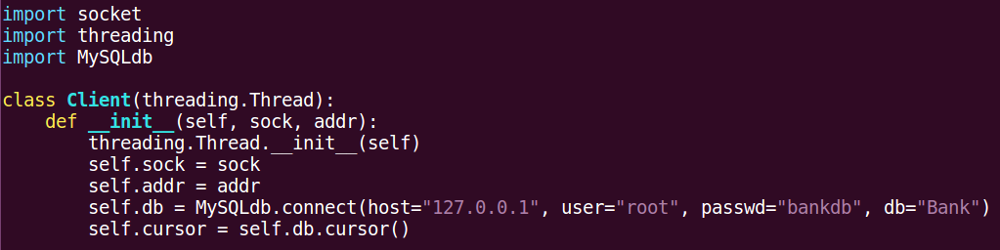 import socket
import threading
import MySQLdb

class Client(threading.Thread):
    def __init__(self, sock, addr):
        threading.Thread.__init__(self)
        self.sock = sock
        self.addr = addr
        self.db = MySQLdb.connect(host="127.0.0.1", user="root", passwd="bankdb", db="Bank")
        self.cursor = self.db.cursor()